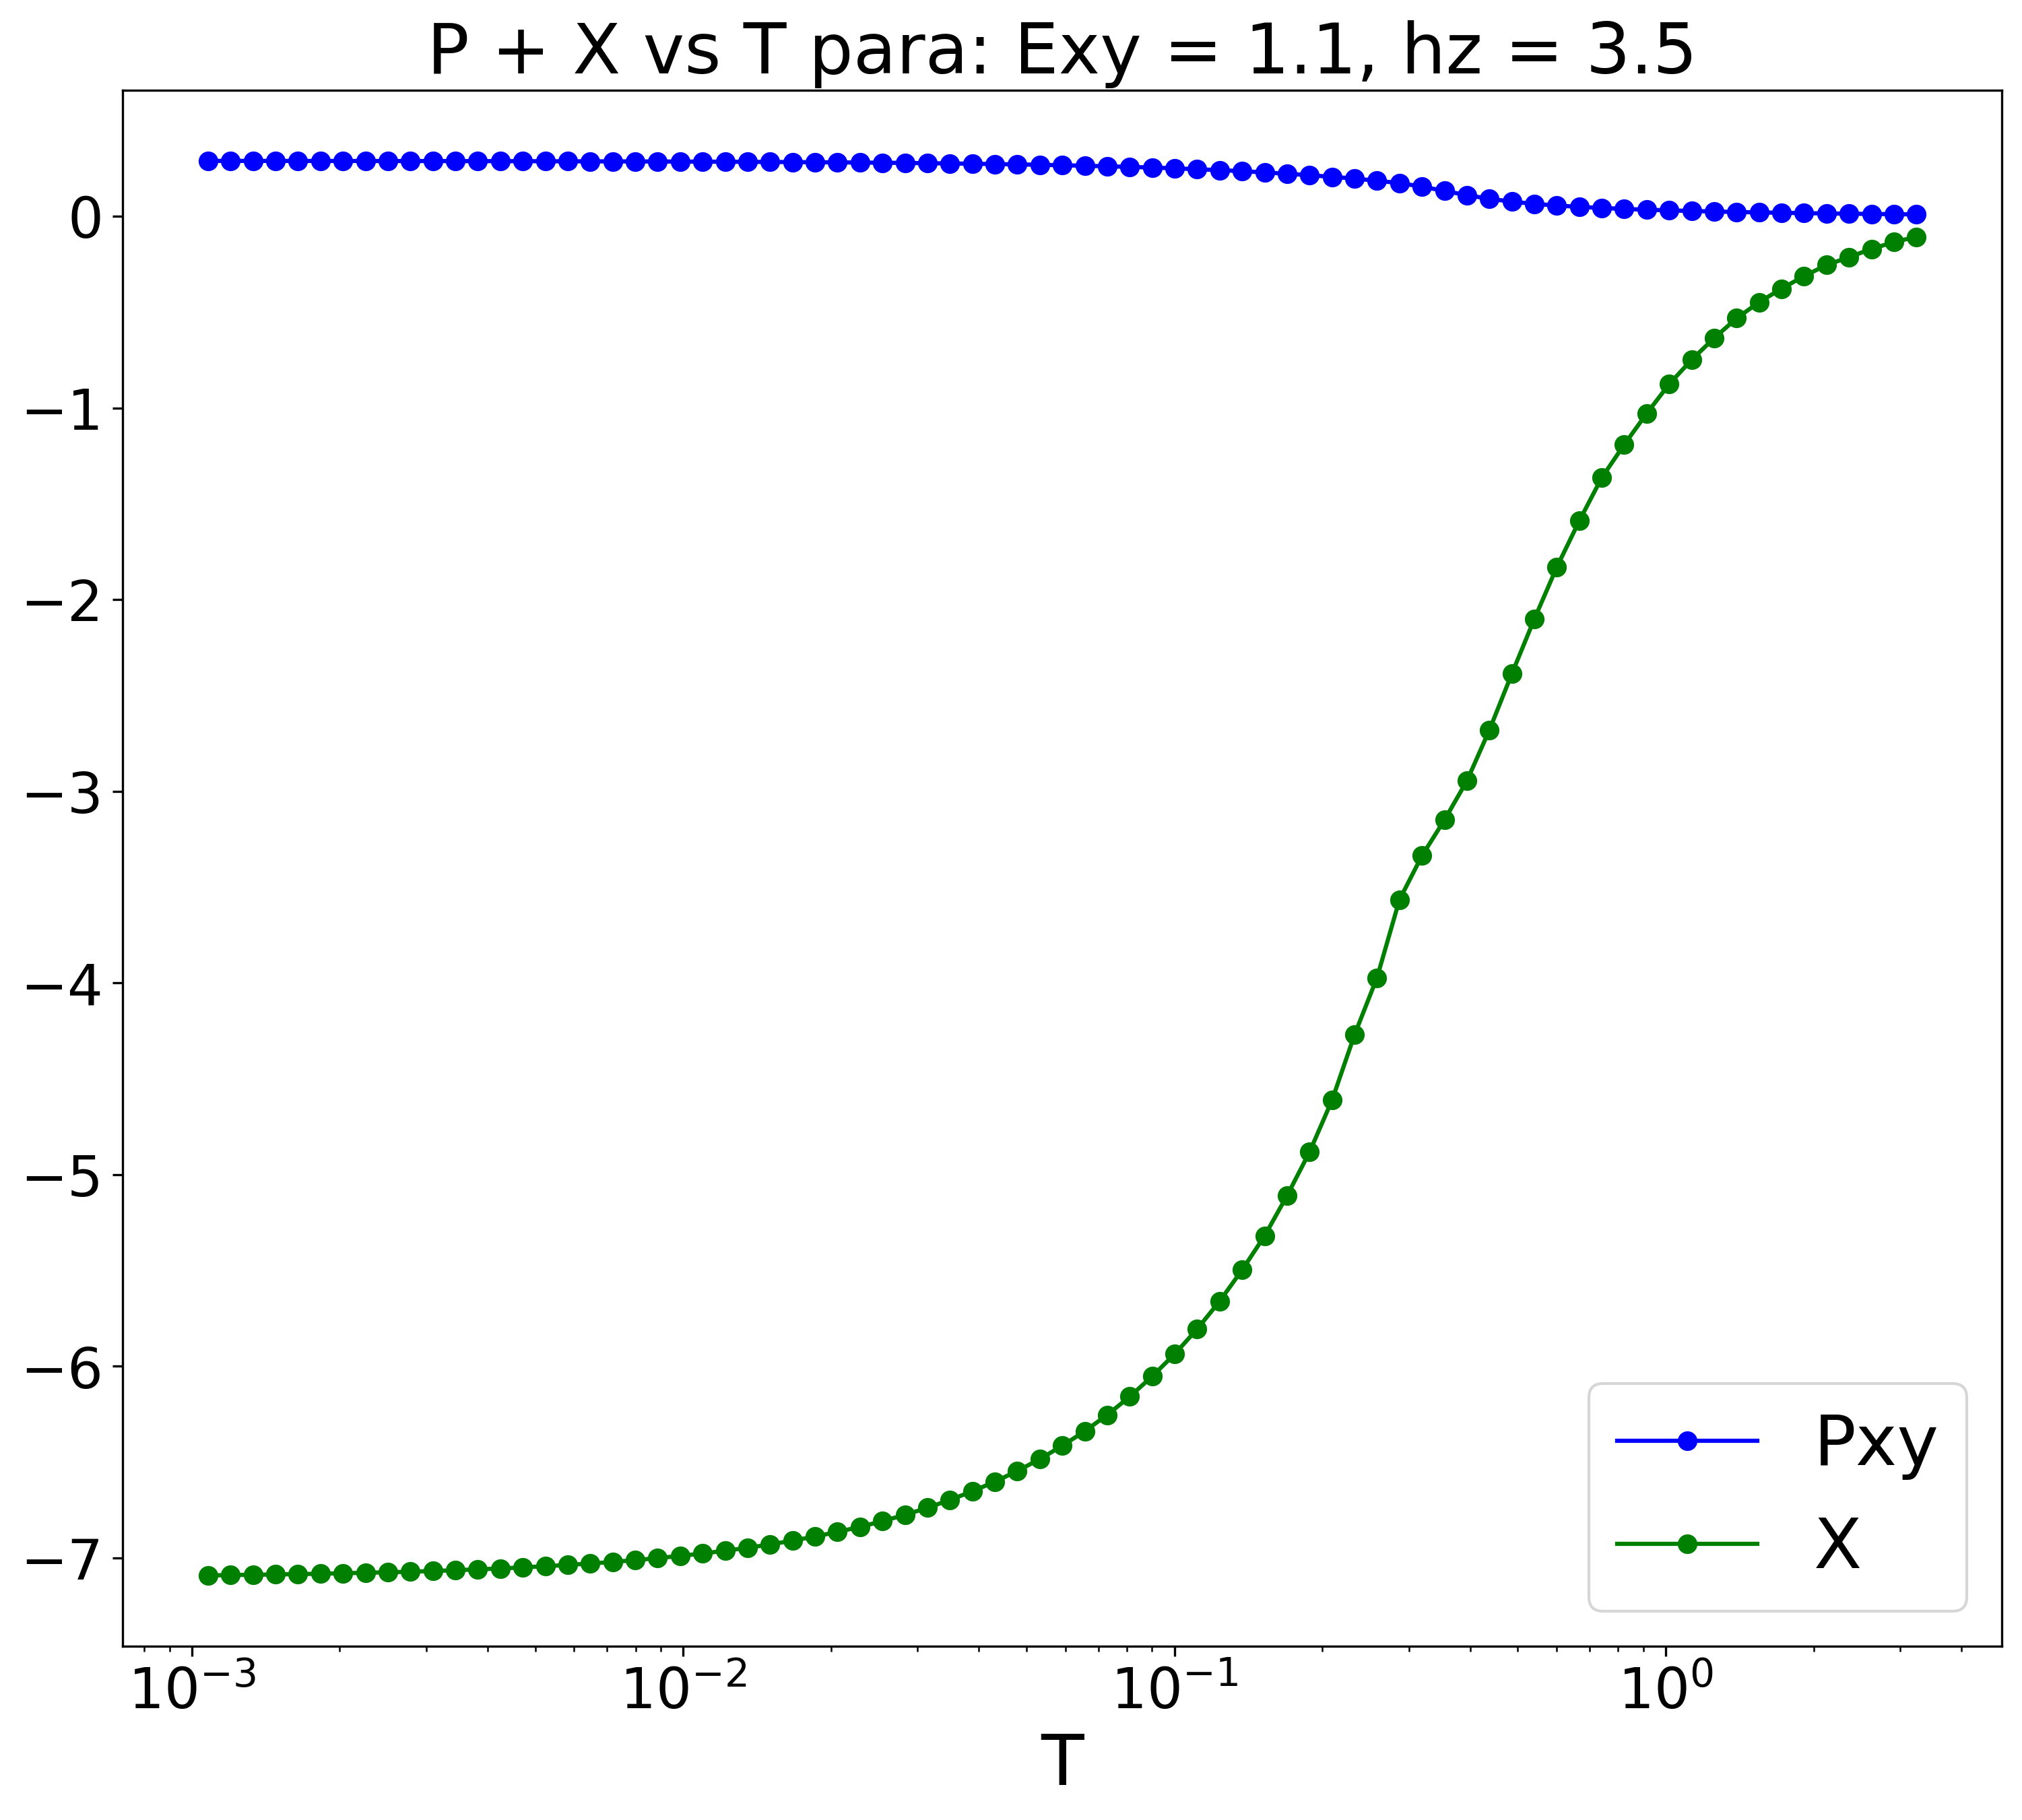 P + X vs T para: Exy = 1.1, hz = 3.5
0
−1
−2
−3
−4
−5
−6
−7
Pxy
X
10⁻³ 10⁻² 10⁻¹ 10⁰
T